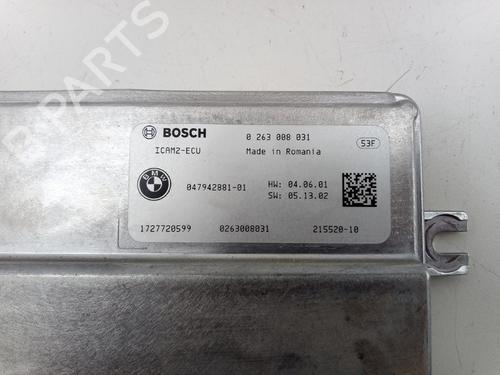 BOSCH 0 263 008 031
ICAM2-ECU Made in Romania 53F
BMW 047942881-01 HW: 04.06.01
SW: 05.13.02
1727720599 0263008031 215520-10